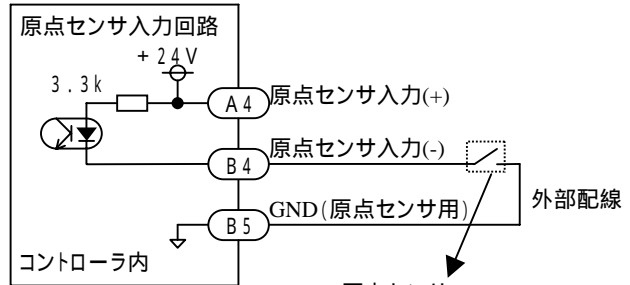 原点センサ入力回路
+24V
3.3k
A4
原点センサ入力(+)
原点センサ入力(-)
B4
GND(原点センサ用)
B5
外部配線
コントローラ内